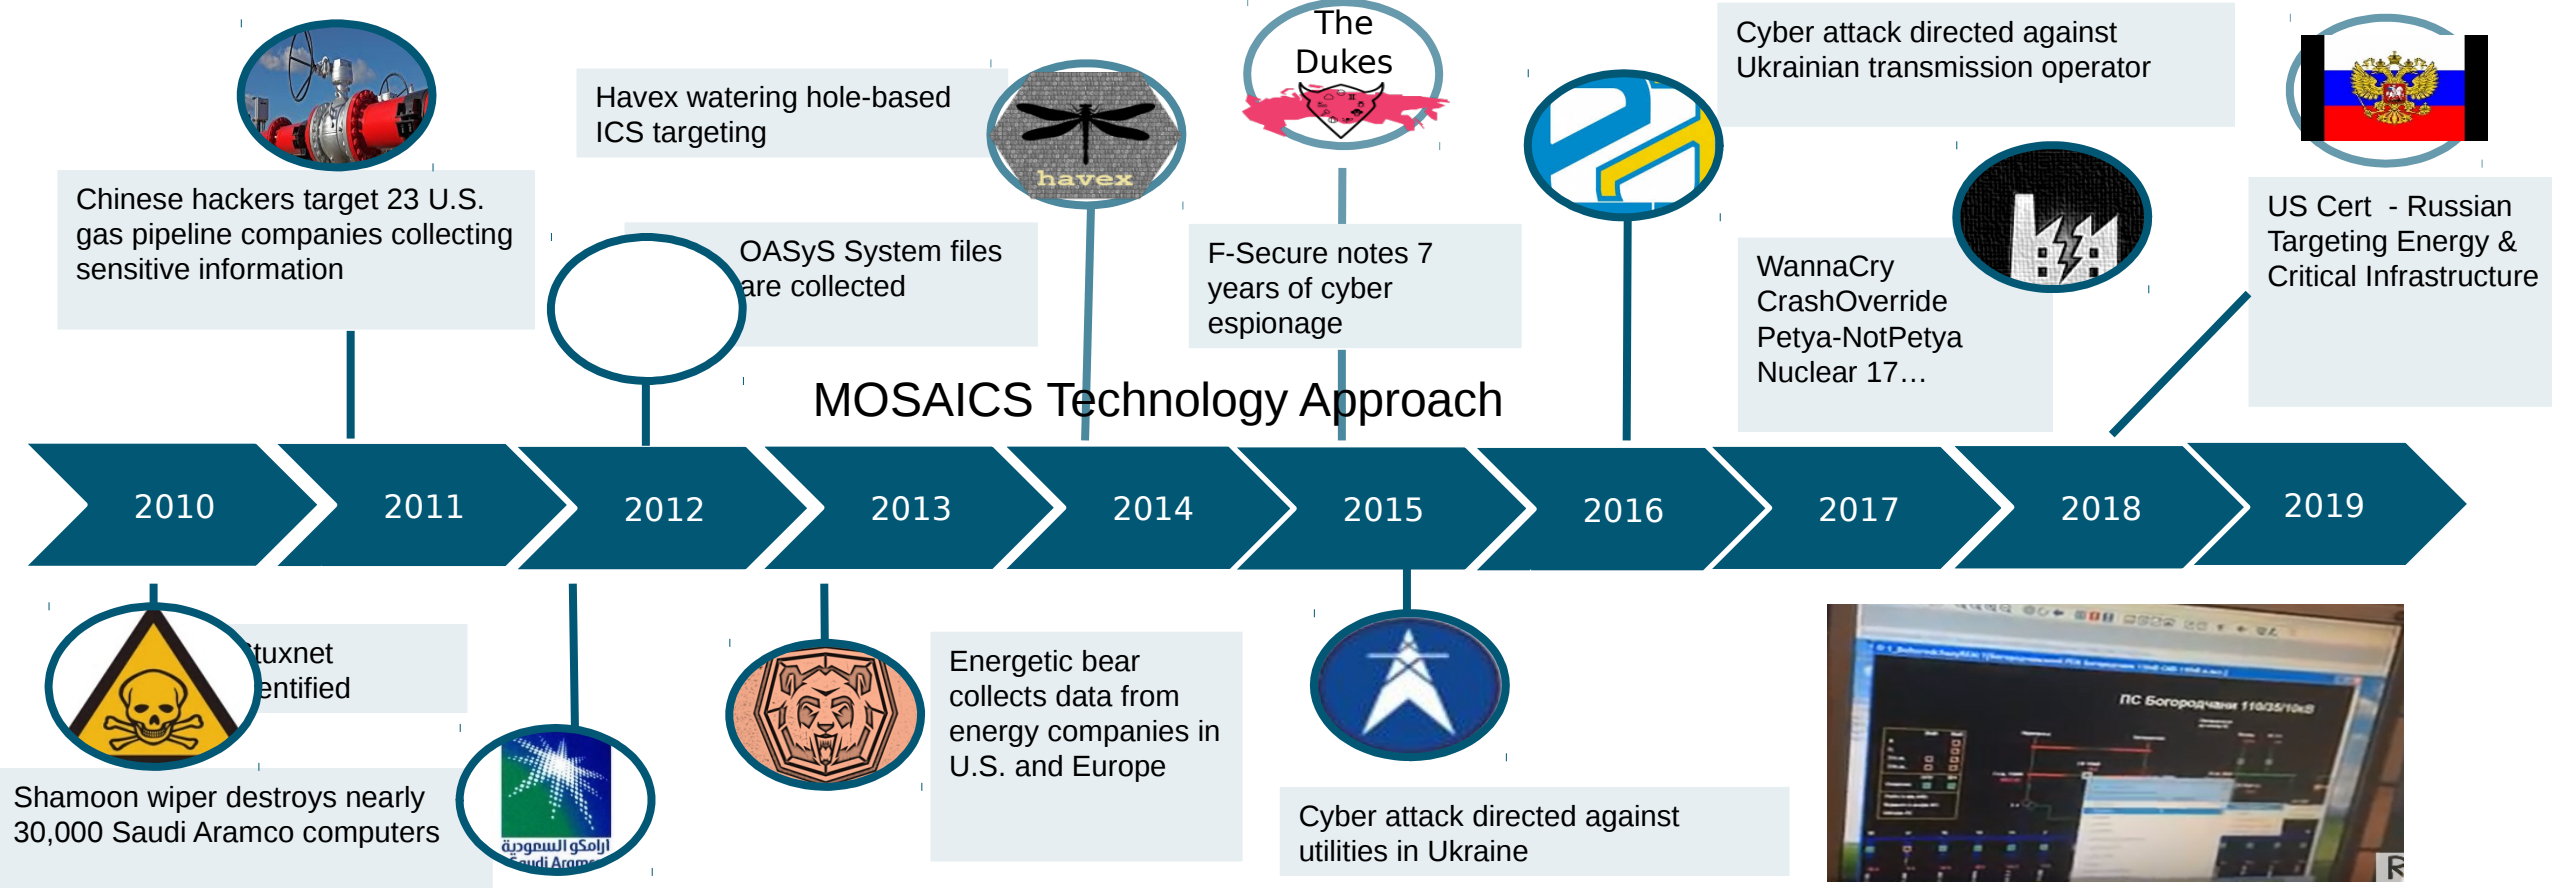 The
Dukes
Cyber attack directed against
Ukrainian transmission operator
Havex watering hole-based
ICS targeting
havex
Chinese hackers target 23 U.S.
gas pipeline companies collecting
sensitive information
US Cert  - Russian
Targeting Energy &
Critical Infrastructure
OASyS System files
are collected
F-Secure notes 7
years of cyber
espionage
WannaCry
CrashOverride
Petya-NotPetya
Nuclear 17…
MOSAICS Technology Approach
2010
2011
2012
2013
2014
2015
2016
2017
2018
2019
tuxnet
entified
Energetic bear
collects data from
energy companies in
U.S. and Europe
ПС Богородчани 110/35/10кВ
Shamoon wiper destroys nearly
30,000 Saudi Aramco computers
ارامكو السعودية
Saudi Aramco
Cyber attack directed against
utilities in Ukraine
R